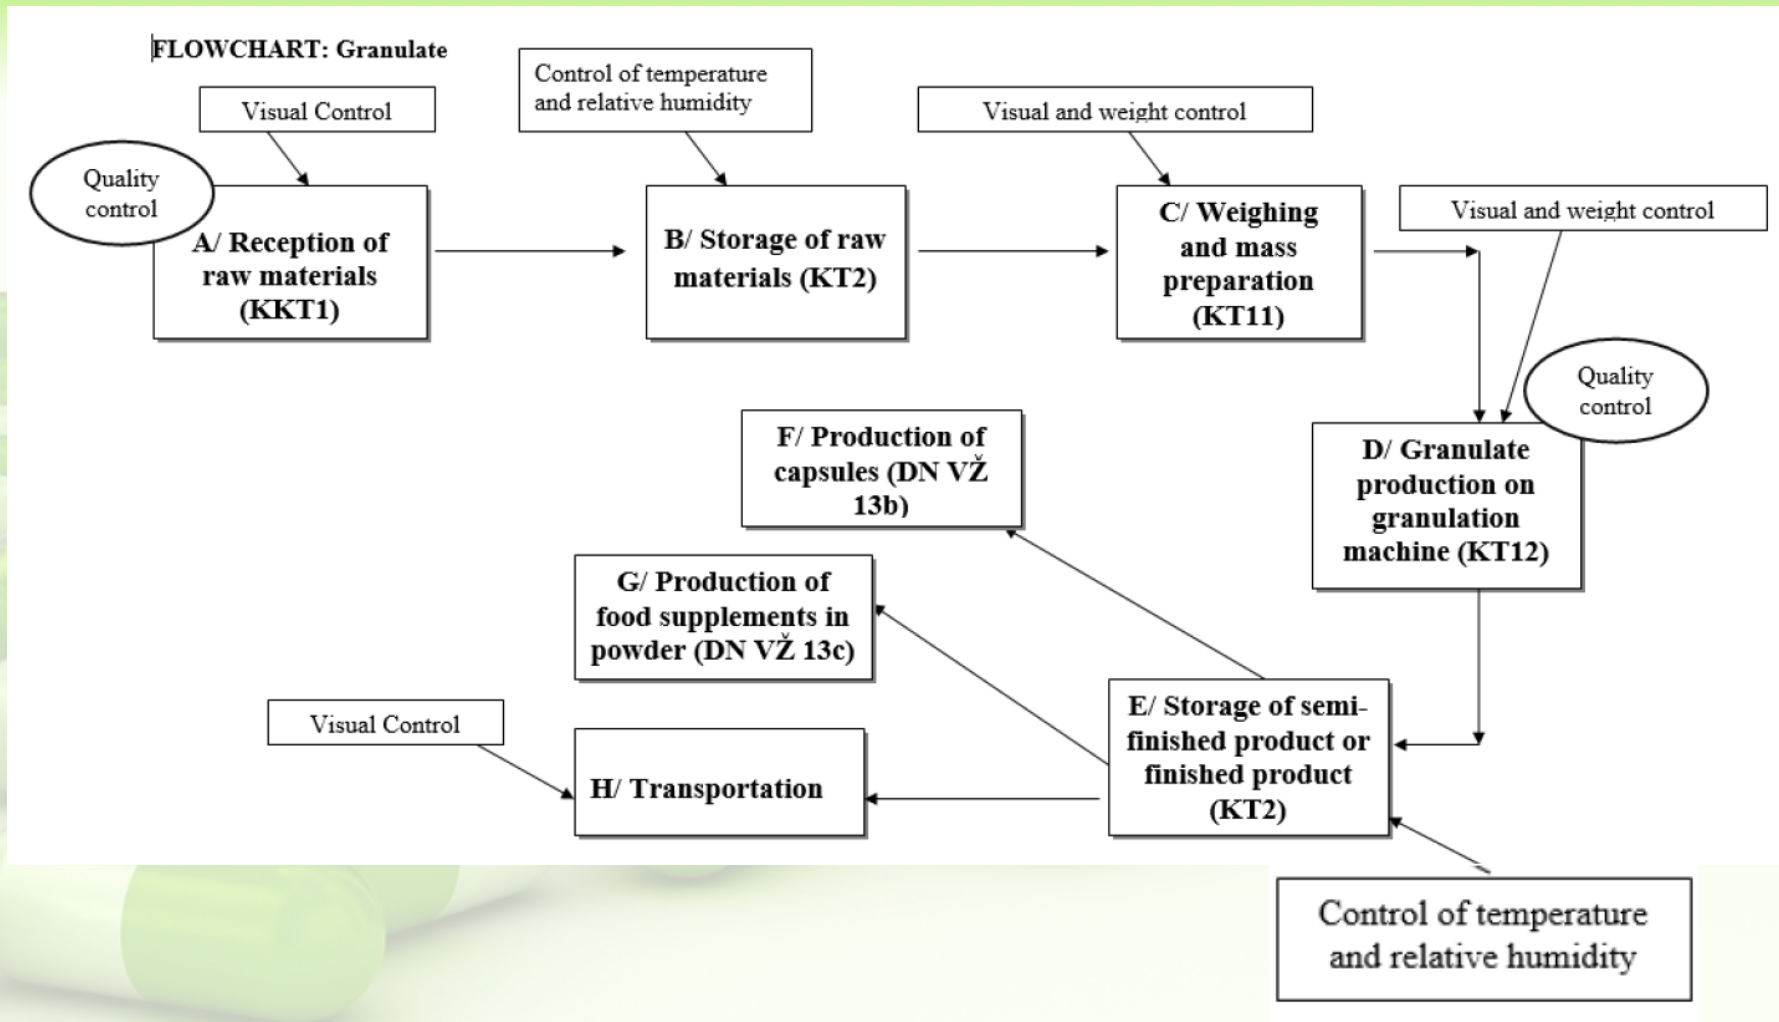 FLOWCHART: Granulate
Visual Control
Control of temperature
and relative humidity
Visual and weight control
Quality
control
A/ Reception of
raw materials
(KKT1)
B/ Storage of raw
materials (KT2)
C/ Weighing
and mass
preparation
(KT11)
Visual and weight control
Quality
control
D/ Granulate
production on
granulation
machine (KT12)
F/ Production of
capsules (DN VŽ
13b)
G/ Production of
food supplements in
powder (DN VŽ 13c)
E/ Storage of semi-
finished product or
finished product
(KT2)
Visual Control
H/ Transportation
Control of temperature
and relative humidity